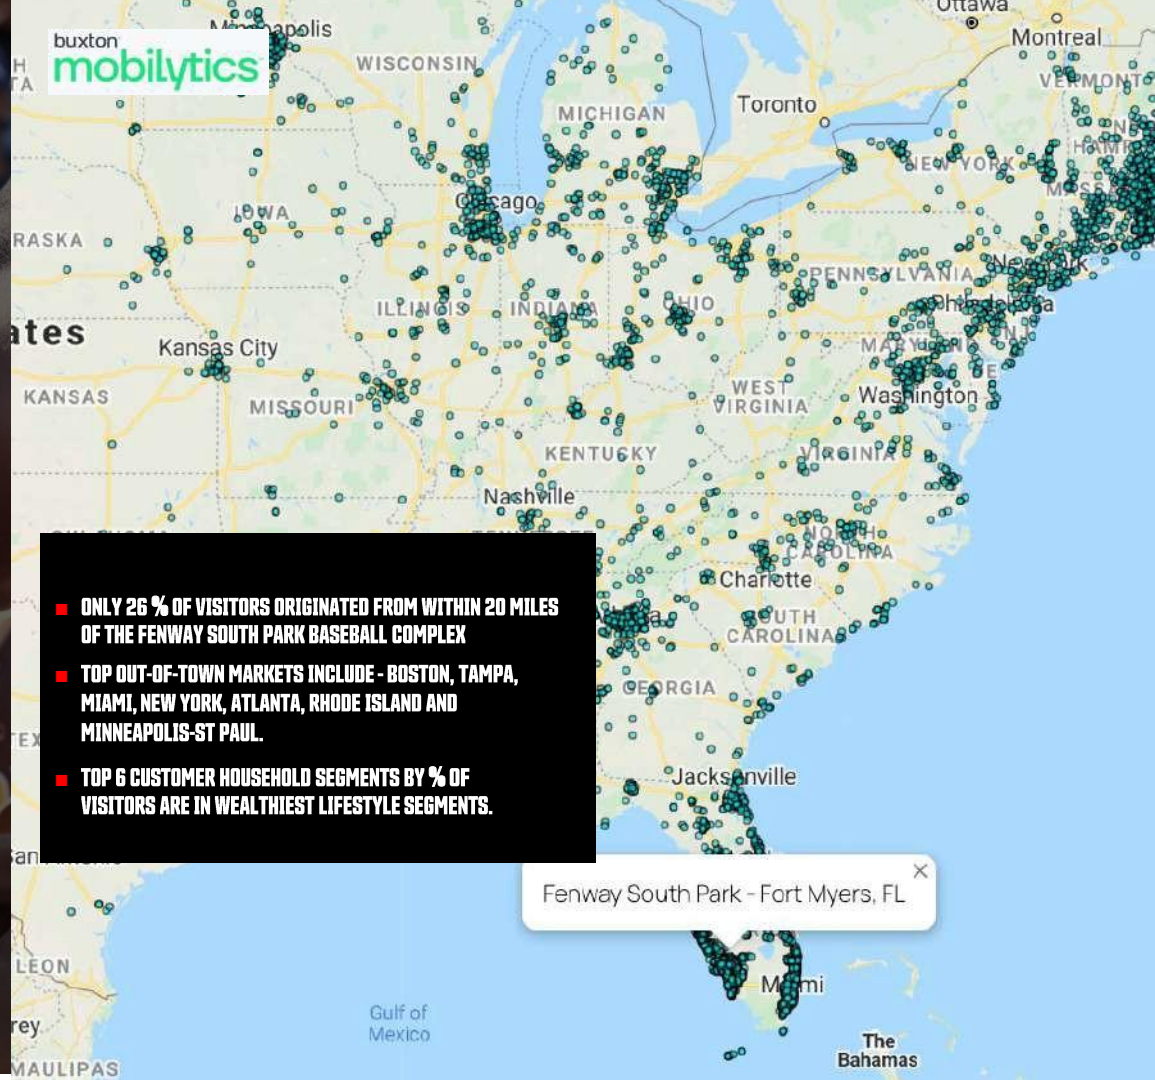 Ottawa
Minneapolis
Montreal
buxton
mobilytics
WISCONSIN
VERMONT
Toronto
MICHIGAN
NEW YORK
Chicago
IOWA
RASKA
New York
PENNSYLVANIA
ILLINOIS
INDIANA
OHIO
Philadelphia
ates
Kansas City
MARYLAND
DE
KANSAS
WEST
VIRGINIA
Washington
MISSOURI
KENTUCKY
VIRGINIA
Nashville
NORTH
CAROLINA
Charlotte
SOUTH
CAROLINA
GEORGIA
ONLY 26 % OF VISITORS ORIGINATED FROM WITHIN 20 MILES
OF THE FENWAY SOUTH PARK BASEBALL COMPLEX
TOP OUT-OF-TOWN MARKETS INCLUDE - BOSTON, TAMPA,
MIAMI, NEW YORK, ATLANTA, RHODE ISLAND AND
MINNEAPOLIS-ST PAUL.
TOP 6 CUSTOMER HOUSEHOLD SEGMENTS BY % OF
VISITORS ARE IN WEALTHIEST LIFESTYLE SEGMENTS.
Jacksonville
Fenway South Park - Fort Myers, FL
LEON
Miami
Gulf of
Mexico
rey
The
Bahamas
MAULIPAS